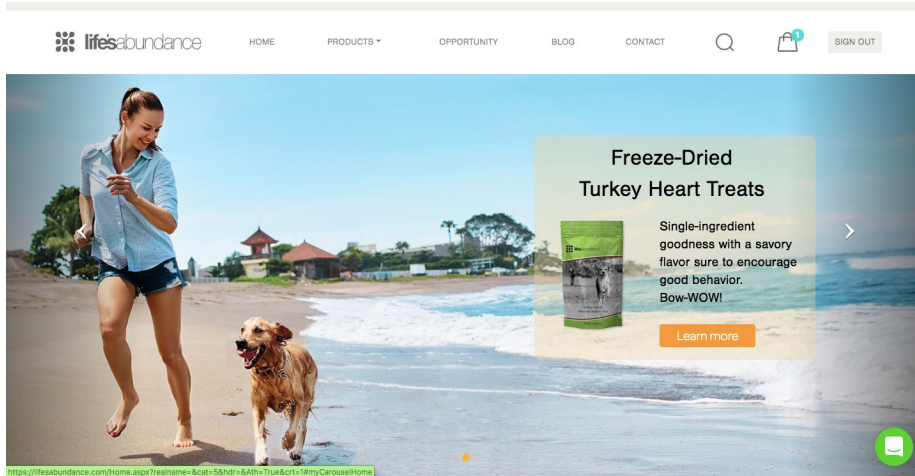 lifesabundance
HOME
PRODUCTS
OPPORTUNITY
BLOG
CONTACT
1
SIGN OUT
Freeze-Dried
Turkey Heart Treats
Single-ingredient
goodness with a savory
flavor sure to encourage
good behavior.
Bow-WOW!
Learn more
https://lifesabundance.com/Home.aspx?realname=&cat=5&hdr=&Ath=True&crt=1#myCarouselHome